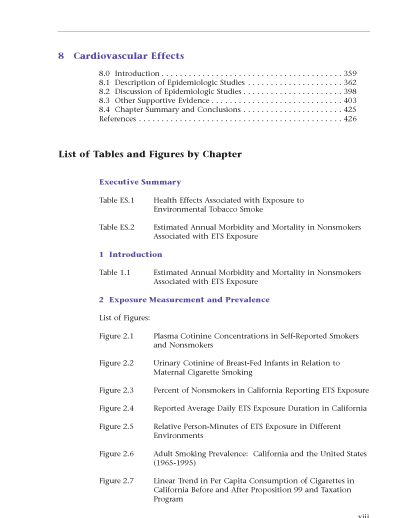 8 Cardiovascular Effects
8.0 Introduction . . . . . . . . . . . . . . . . . . . . . . . . . . . . . . . . . . . . . . . . 359
8.1 Description of Epidemiologic Studies . . . . . . . . . . . . . . . . . . . . . 362
8.2 Discussion of Epidemiologic Studies . . . . . . . . . . . . . . . . . . . . . . 398
8.3 Other Supportive Evidence . . . . . . . . . . . . . . . . . . . . . . . . . . . . . 403
8.4 Chapter Summary and Conclusions . . . . . . . . . . . . . . . . . . . . . . 425
References . . . . . . . . . . . . . . . . . . . . . . . . . . . . . . . . . . . . . . . . . . . . . 426
List of Tables and Figures by Chapter
Executive Summary
Table ES.1 Health Effects Associated with Exposure to
Environmental Tobacco Smoke
Table ES.2 Estimated Annual Morbidity and Mortality in Nonsmokers
Associated with ETS Exposure
1 Introduction
Table 1.1 Estimated Annual Morbidity and Mortality in Nonsmokers
Associated with ETS Exposure
2 Exposure Measurement and Prevalence
List of Figures:
Figure 2.1 Plasma Cotinine Concentrations in Self-Reported Smokers
and Nonsmokers
Figure 2.2 Urinary Cotinine of Breast-Fed Infants in Relation to
Maternal Cigarette Smoking
Figure 2.3 Percent of Nonsmokers in California Reporting ETS Exposure
Figure 2.4 Reported Average Daily ETS Exposure Duration in California
Figure 2.5 Relative Person-Minutes of ETS Exposure in Different
Environments
Figure 2.6 Adult Smoking Prevalence: California and the United States
(1965-1995)
Figure 2.7 Linear Trend in Per Capita Consumption of Cigarettes in
California Before and After Proposition 99 and Taxation
Program
viii